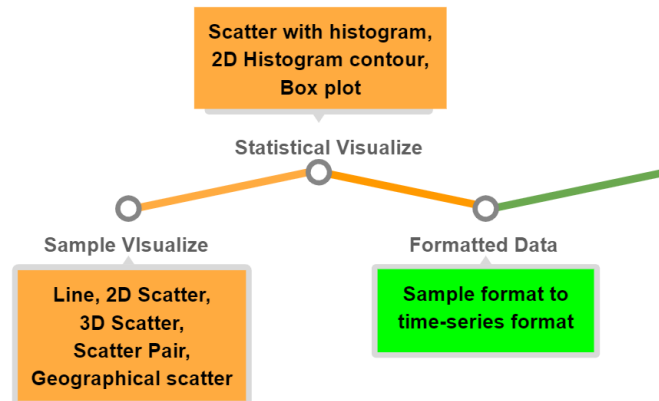 Scatter with histogram,
2D Histogram contour,
Box plot
Statistical Visualize
Sample VIsualize
Line, 2D Scatter,
3D Scatter,
Scatter Pair,
Geographical scatter
Formatted Data
Sample format to
time-series format